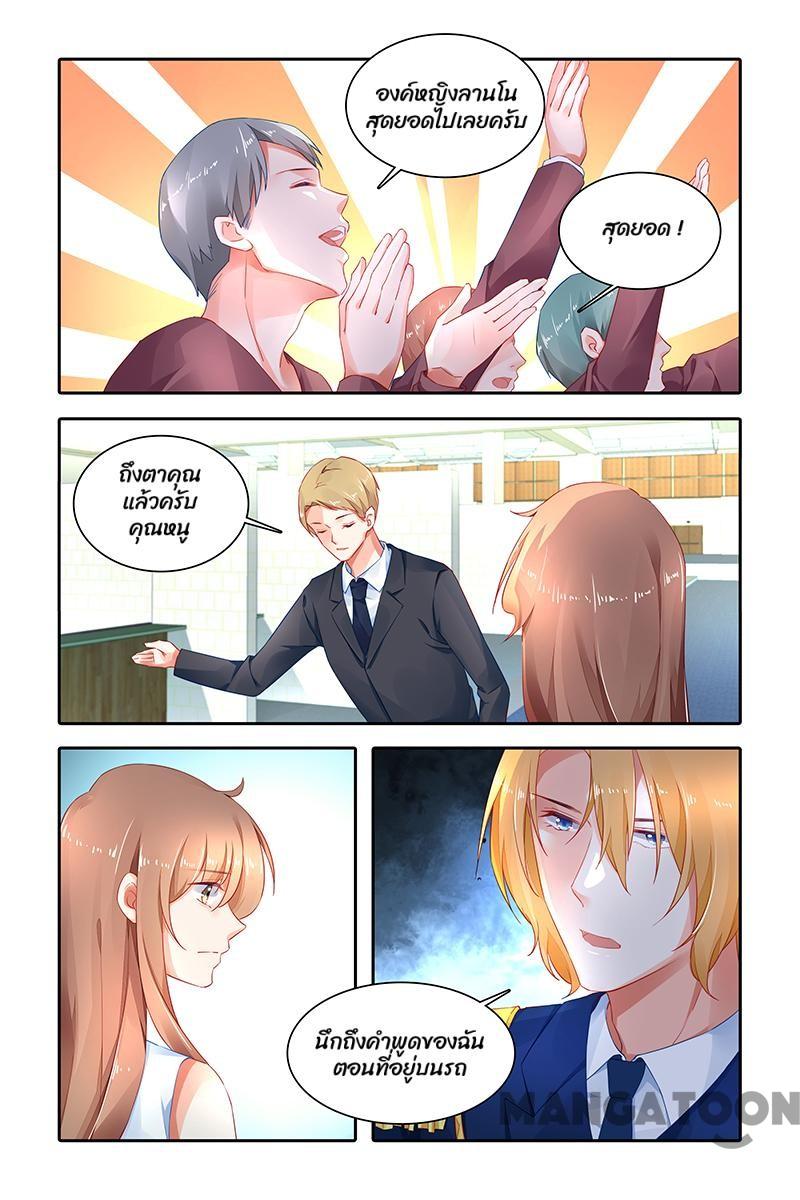 องค์หญิงลานโน
สุดยอดไปเลยครับ
สุดยอด !
ถึงตาคุณ
แล้วครับ
คุณหนู
นึกถึงคำพูดของฉัน
ตอนที่อยู่บนรถ
MANGATOON